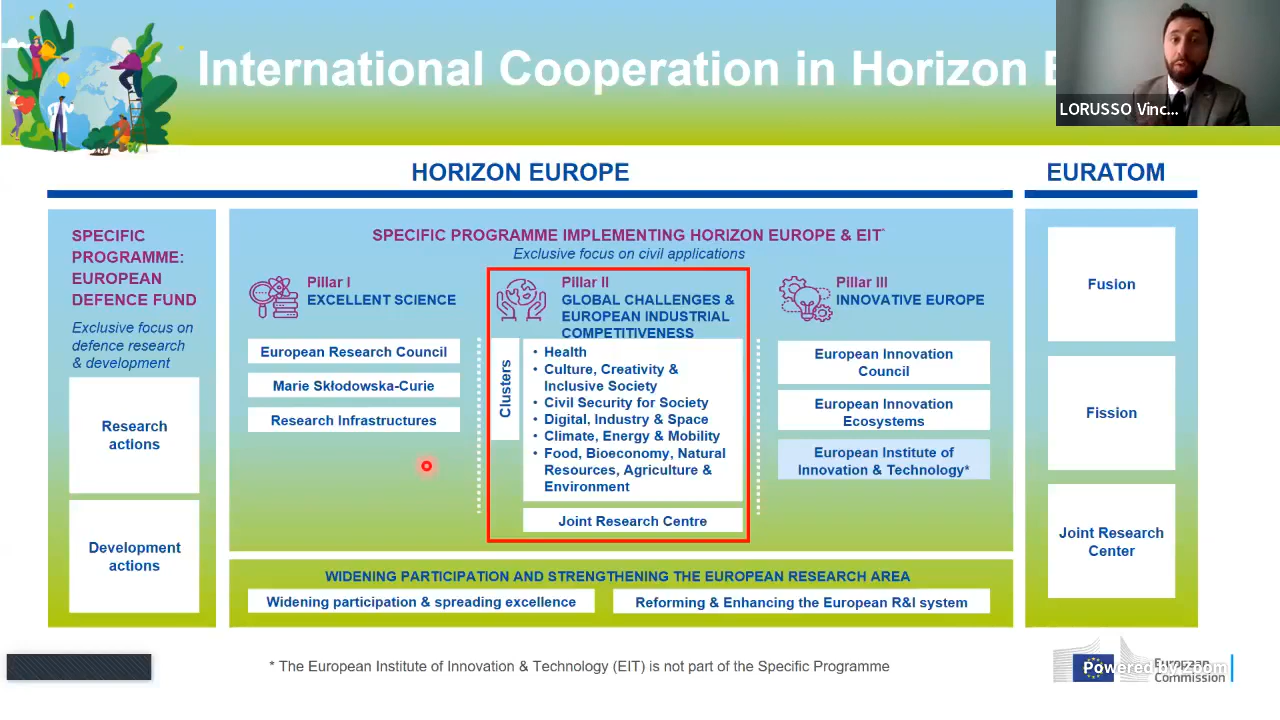 International Cooperation in Horizon
LORUSSO Vinc...
HORIZON EUROPE
EURATOM
SPECIFIC
PROGRAMME:
EUROPEAN
DEFENCE FUND
Exclusive focus on
defence research
& development
Research
actions
Development
actions
SPECIFIC PROGRAMME IMPLEMENTING HORIZON EUROPE & EIT*
Exclusive focus on civil applications
Pillar I
EXCELLENT SCIENCE
European Research Council
Marie Skłodowska-Curie
Research Infrastructures
Pillar II
GLOBAL CHALLENGES &
EUROPEAN INDUSTRIAL
COMPETITIVENESS
Clusters
• Health
• Culture, Creativity &
Inclusive Society
• Civil Security for Society
• Digital, Industry & Space
• Climate, Energy & Mobility
• Food, Bioeconomy, Natural
Resources, Agriculture &
Environment
Joint Research Centre
Pillar III
INNOVATIVE EUROPE
European Innovation
Council
European Innovation
Ecosystems
European Institute of
Innovation & Technology*
Fusion
Fission
Joint Research
Center
WIDENING PARTICIPATION AND STRENGTHENING THE EUROPEAN RESEARCH AREA
Widening participation & spreading excellence
Reforming & Enhancing the European R&I system
* The European Institute of Innovation & Technology (EIT) is not part of the Specific Programme
Powered by zoom
European
Commission